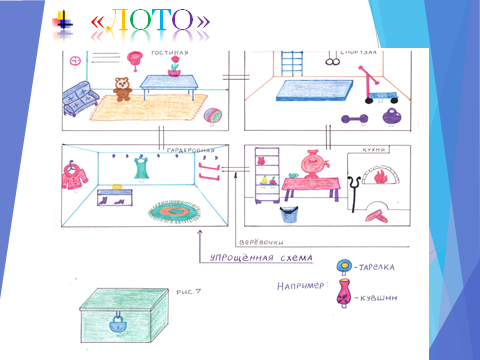 «ЛОТО»
ГОСТИНАЯ
СПОРТЗАЛ
ГАРДЕРОБНАЯ
КУХНЯ
ВЕРЁВОЧКИ
УПРОЩЁННАЯ СХЕМА
РИС. 7
НАПРИМЕР:
- ТАРЕЛКА
- КУВШИН